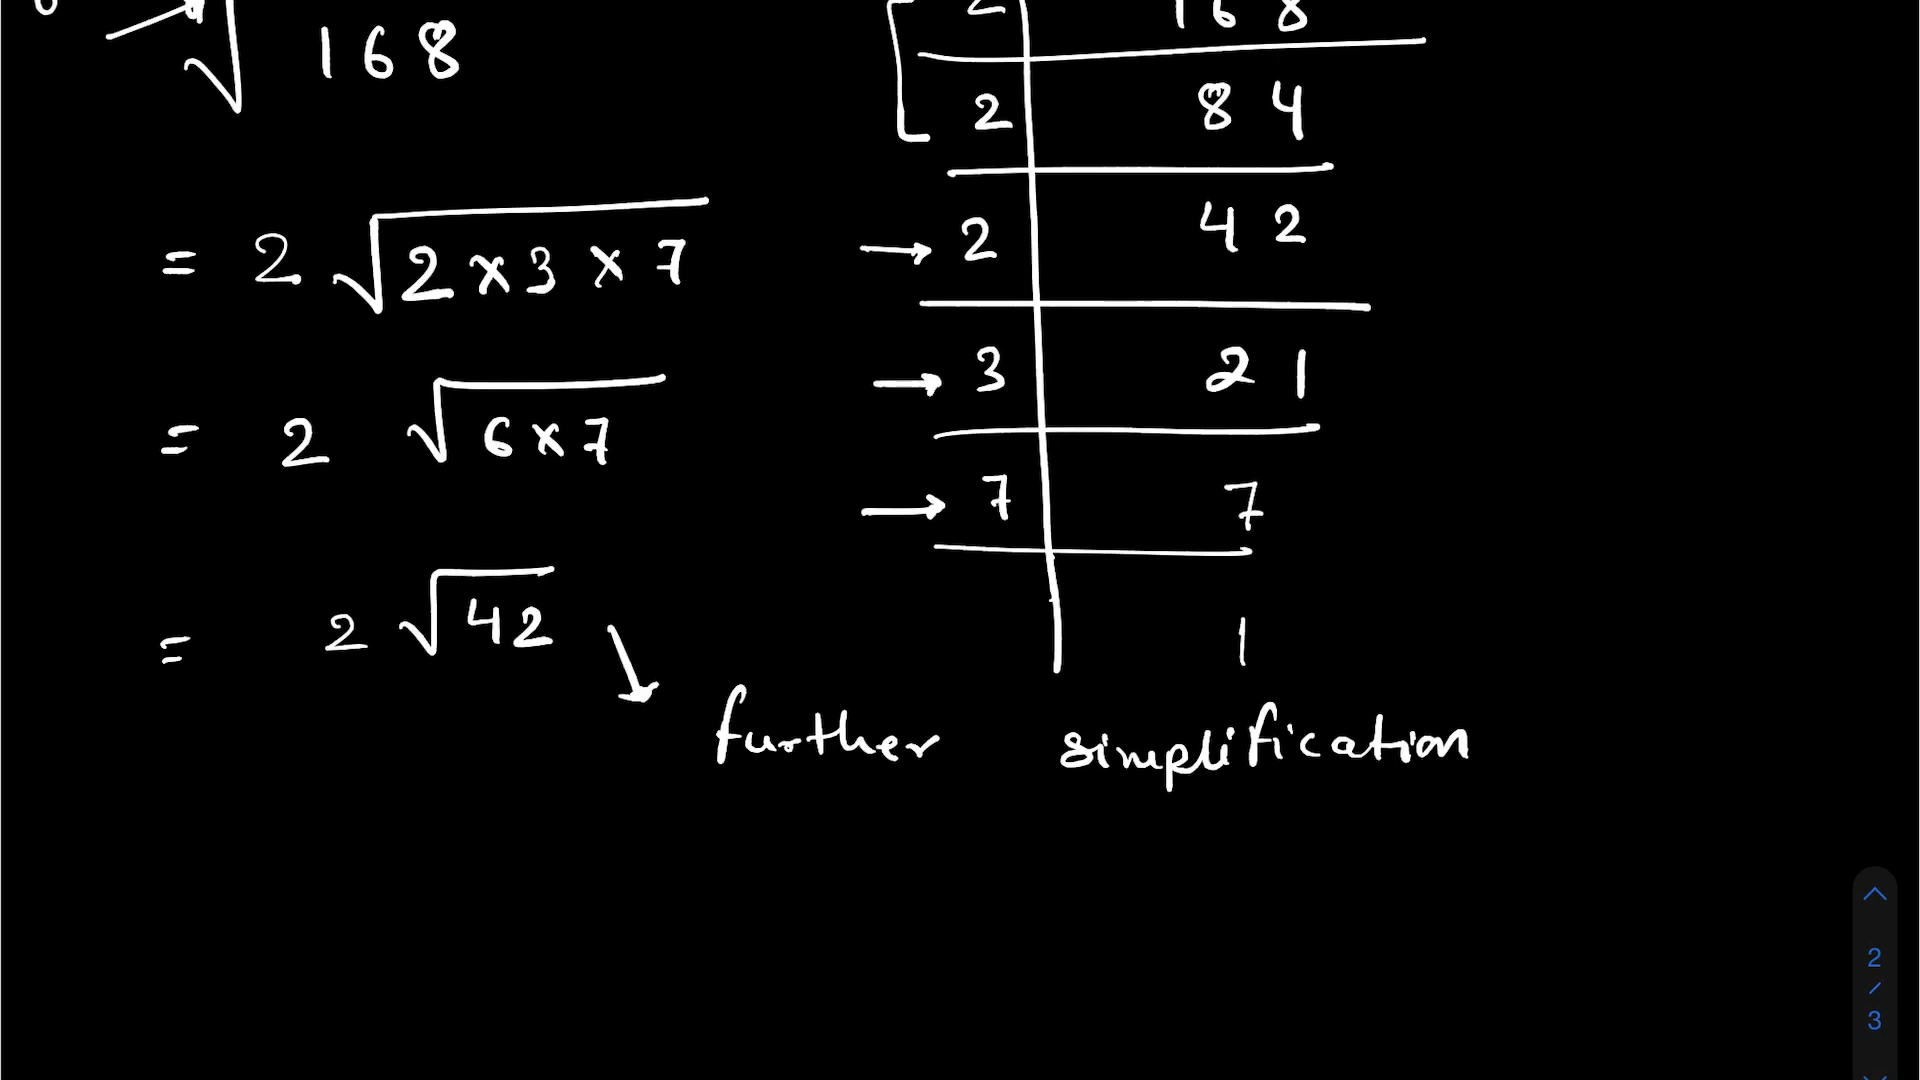 √168
2 | 168
2 | 84
= 2 √2×3×7
→ 2 | 42
→ 3 | 21
= 2 √6×7
→ 7 | 7
1
= 2 √42
further simplification
2
/
3